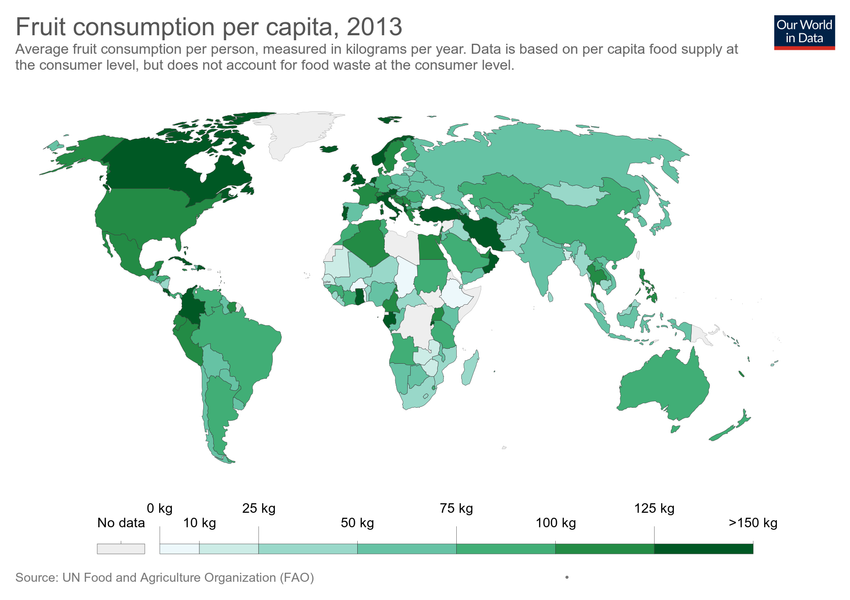 Fruit consumption per capita, 2013
Average fruit consumption per person, measured in kilograms per year. Data is based on per capita food supply at
the consumer level, but does not account for food waste at the consumer level.
Our World
in Data
No data
0 kg
10 kg
25 kg
50 kg
75 kg
100 kg
125 kg
>150 kg
Source: UN Food and Agriculture Organization (FAO)
•